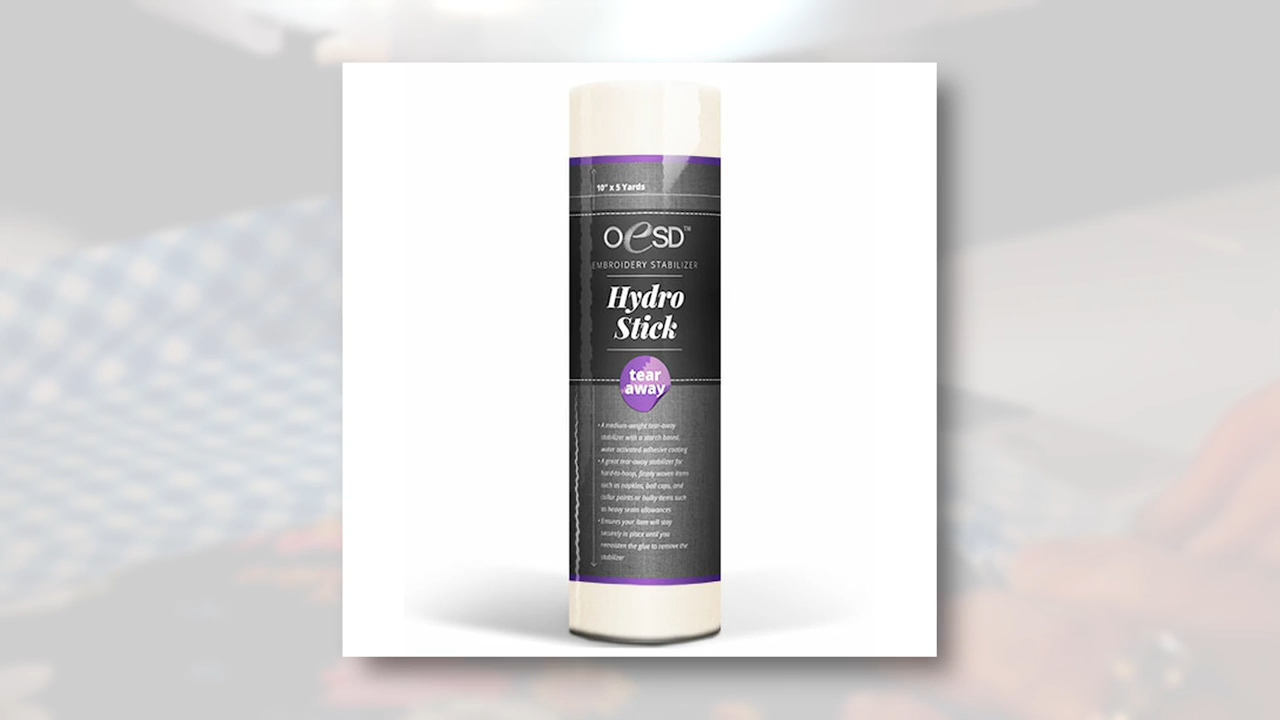 10" x 5 Yards
OESD™
EMBROIDERY STABILIZER
Hydro
Stick
tear
away
• A medium-weight tear-away
stabilizer with a starch based,
water activated adhesive coating
• A great tear-away stabilizer for
hard-to-hoop, firmly woven items
such as napkins, ball caps, and
collar points or bulky items such
as heavy seam allowances
• Ensures your item will stay
securely in place until you
remoisten the glue to remove the
stabilizer